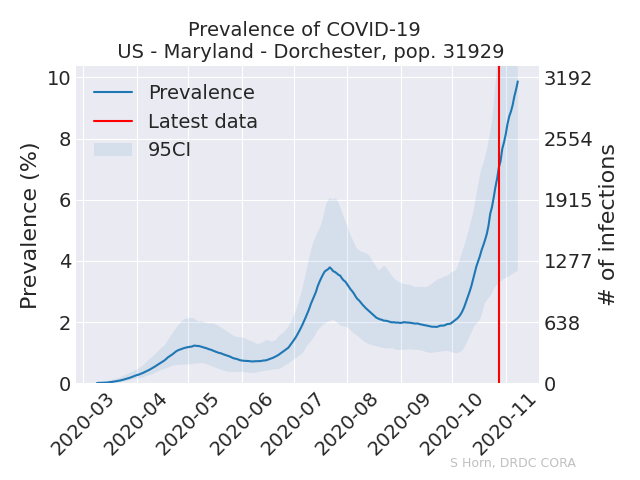 Prevalence of COVID-19
US - Maryland - Dorchester, pop. 31929
Prevalence
Latest data
95CI
Prevalence (%)
10
8
6
4
2
0
3192
2554
1915
1277
638
0
# of infections
2020-03
2020-04
2020-05
2020-06
2020-07
2020-08
2020-09
2020-10
2020-11
S Horn, DRDC CORA